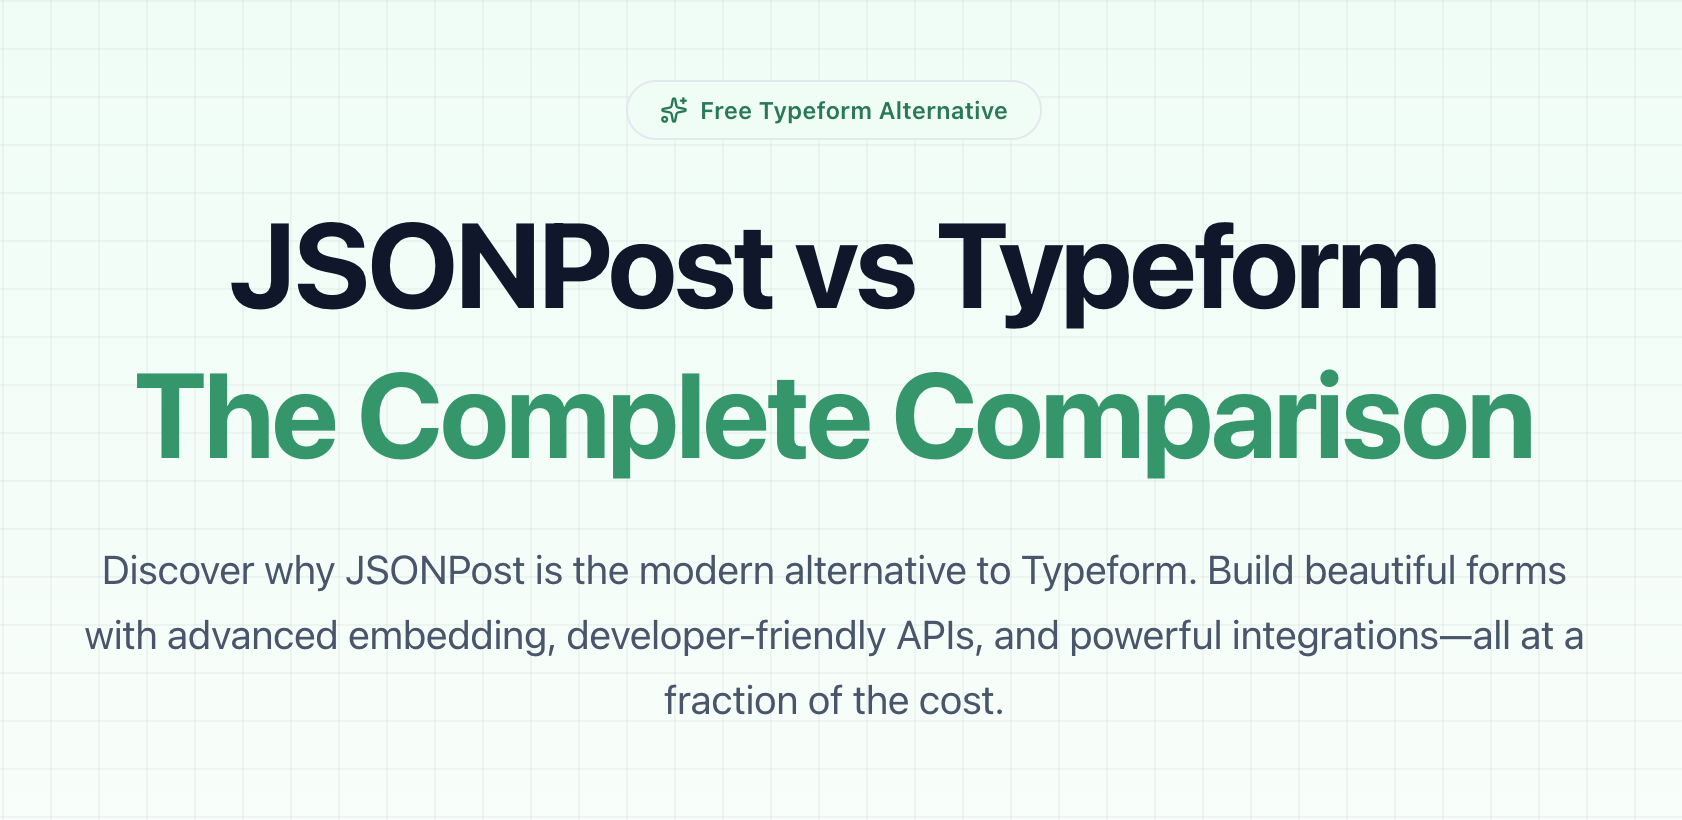 Free Typeform Alternative
JSONPost vs Typeform
The Complete Comparison
Discover why JSONPost is the modern alternative to Typeform. Build beautiful forms
with advanced embedding, developer-friendly APIs, and powerful integrations—all at a
fraction of the cost.